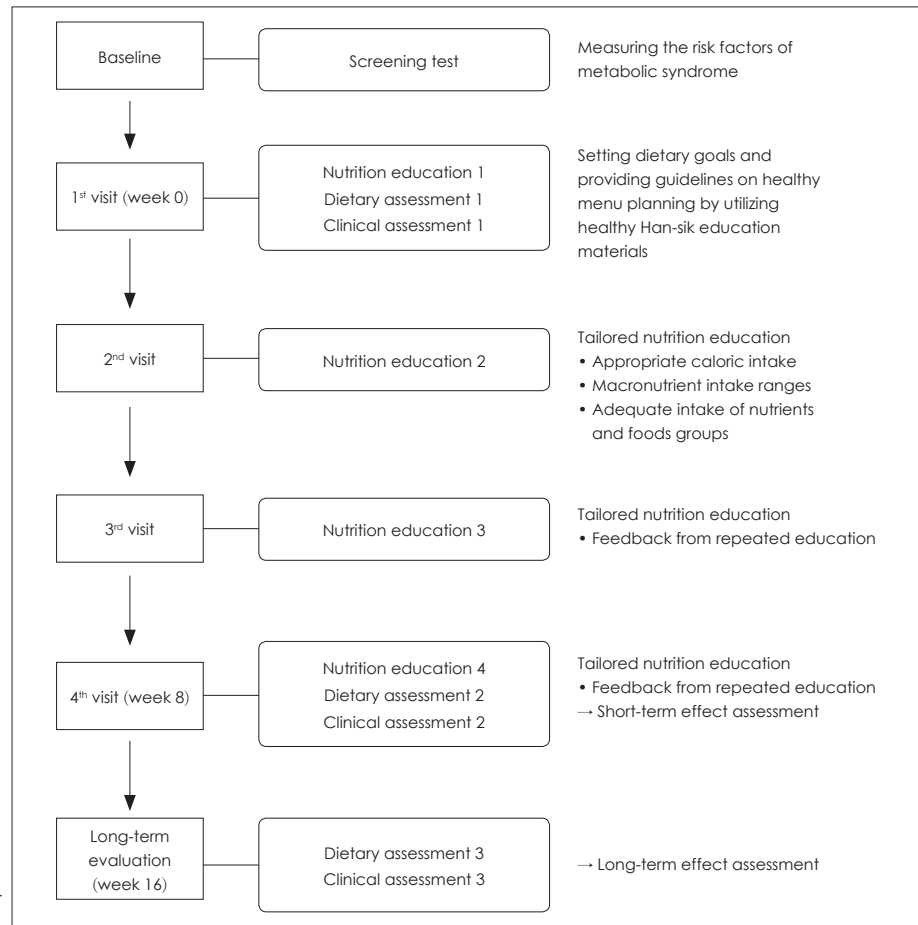 Baseline
Screening test
Measuring the risk factors of
metabolic syndrome
1st visit (week 0)
Nutrition education 1
Dietary assessment 1
Clinical assessment 1
Setting dietary goals and
providing guidelines on healthy
menu planning by utilizing
healthy Han-sik education
materials
2nd visit
Nutrition education 2
Tailored nutrition education
• Appropriate caloric intake
• Macronutrient intake ranges
• Adequate intake of nutrients
and foods groups
3rd visit
Nutrition education 3
Tailored nutrition education
• Feedback from repeated education
4th visit (week 8)
Nutrition education 4
Dietary assessment 2
Clinical assessment 2
Tailored nutrition education
• Feedback from repeated education
→ Short-term effect assessment
Long-term
evaluation
(week 16)
Dietary assessment 3
Clinical assessment 3
→ Long-term effect assessment